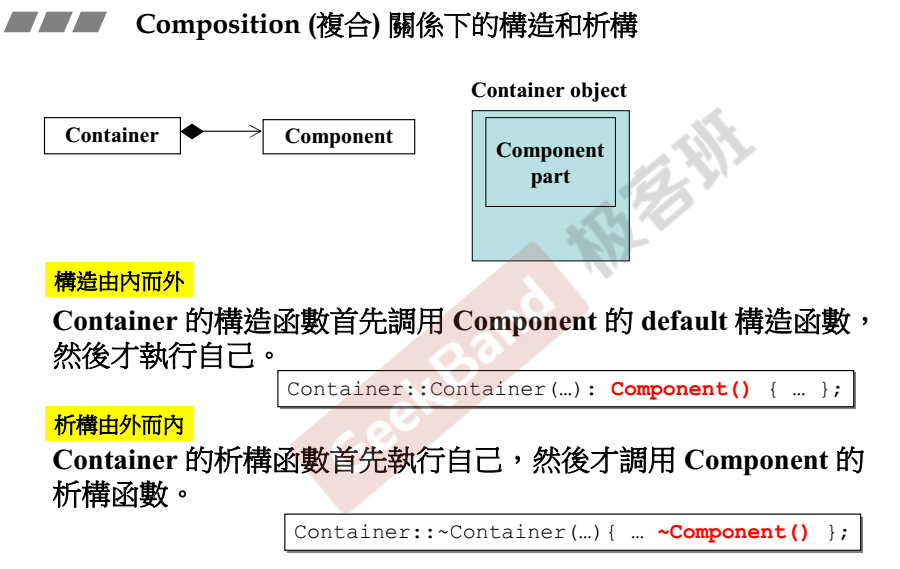 Composition (複合) 關係下的構造和析構
Container object
Container
Component
Component
part
構造由內而外
Container 的構造函數首先調用 Component 的 default 構造函數，
然後才執行自己。
Container::Container(…): Component() { … };
析構由外而內
Container 的析構函數首先執行自己，然後才調用 Component 的
析構函數。
Container::~Container(…){ … ~Component() };
SeekBand 极客班